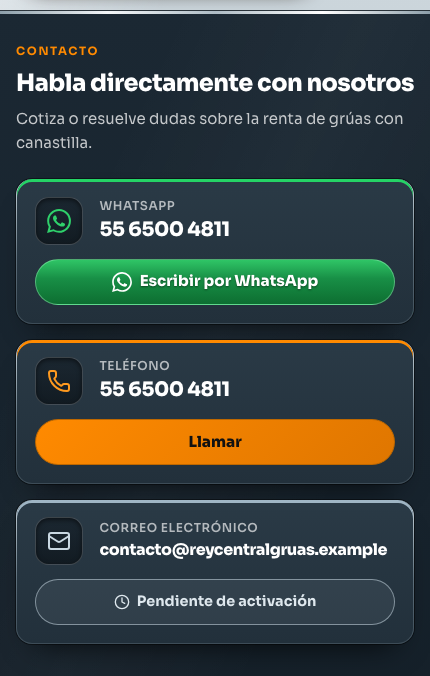 CONTACTO
Habla directamente con nosotros
Cotiza o resuelve dudas sobre la renta de grúas con
canastilla.
WHATSAPP
55 6500 4811
Escribir por WhatsApp
TELÉFONO
55 6500 4811
Llamar
CORREO ELECTRÓNICO
contacto@reycentralgruas.example
Pendiente de activación